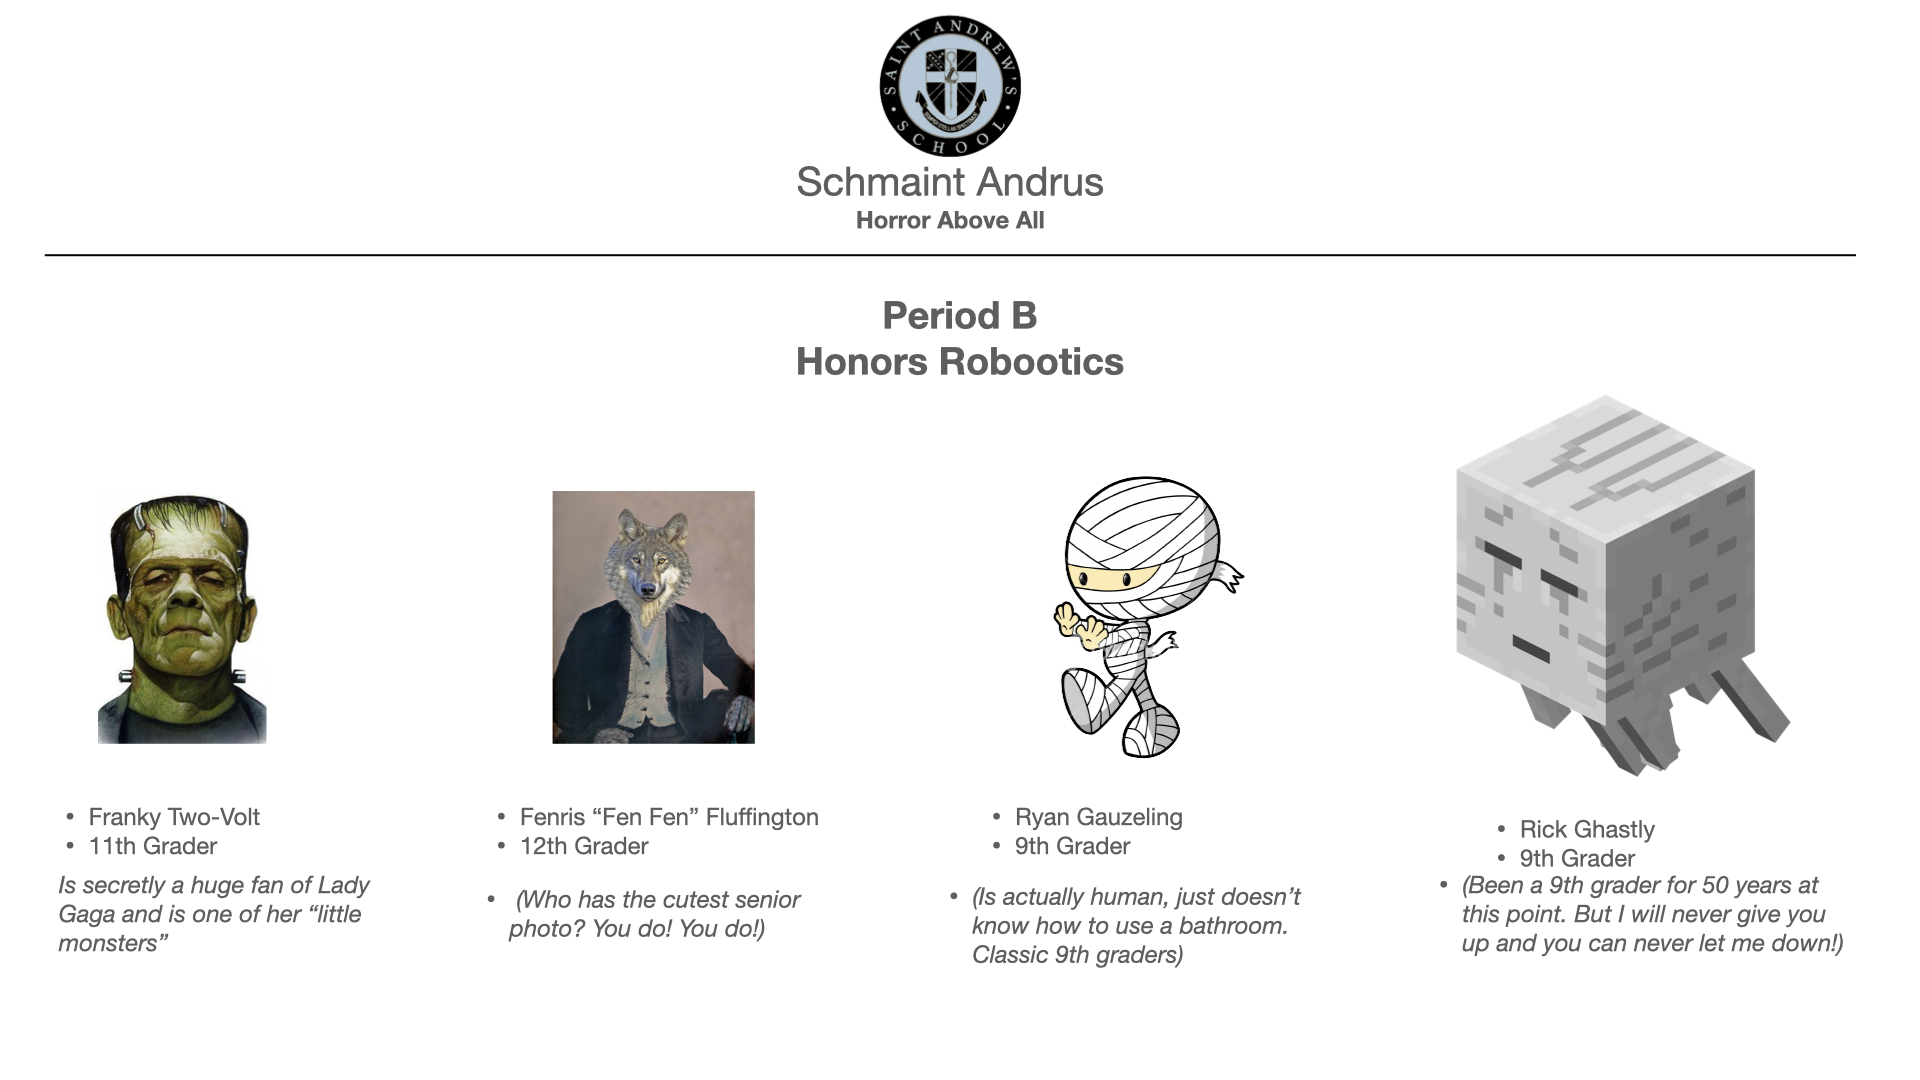 SAINT ANDREW'S
SCHOOL
Schmaint Andrus
Horror Above All
Period B
Honors Robootics
• Franky Two-Volt
• 11th Grader
Is secretly a huge fan of Lady
Gaga and is one of her “little
monsters”
• Fenris “Fen Fen” Fluffington
• 12th Grader
• (Who has the cutest senior
photo? You do! You do!)
• Ryan Gauzeling
• 9th Grader
• (Is actually human, just doesn’t
know how to use a bathroom.
Classic 9th graders)
• Rick Ghastly
• 9th Grader
• (Been a 9th grader for 50 years at
this point. But I will never give you
up and you can never let me down!)